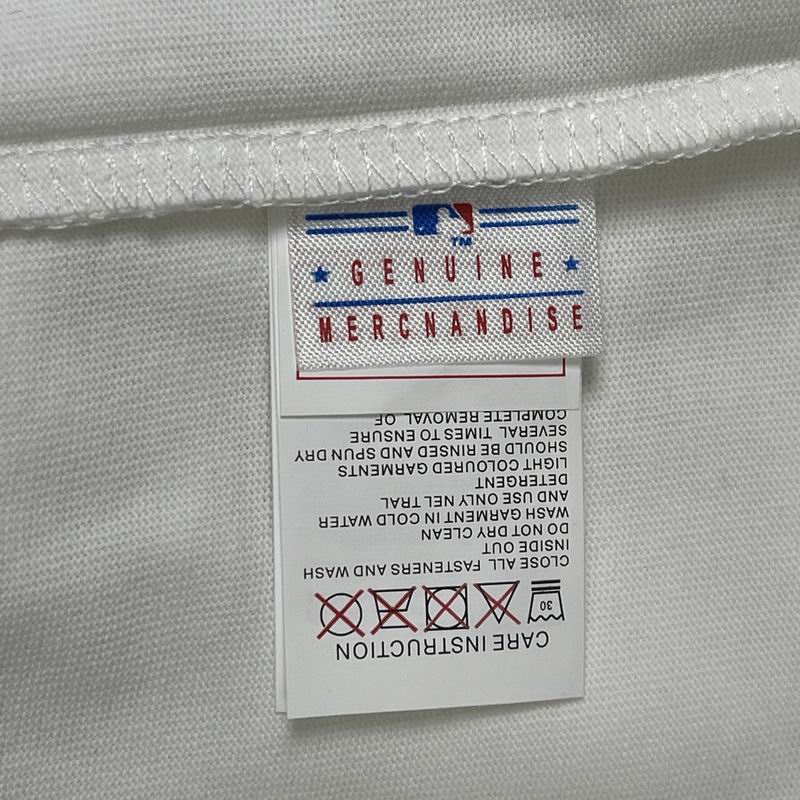 TM
★ GENUINE ★
MERCNANDISE
CARE INSTRUCTION
30
CLOSE ALL FASTENERS AND WASH
INSIDE OUT
DO NOT DRY CLEAN
WASH GARMENT IN COLD WATER
AND USE ONLY NEL TRAL
DETERGENT
LIGHT COLOURED GARMENTS
SHOULD BE RINSED AND SPUN DRY
SEVERAL TIMES TO ENSURE
COMPLETE REMOVAL OF